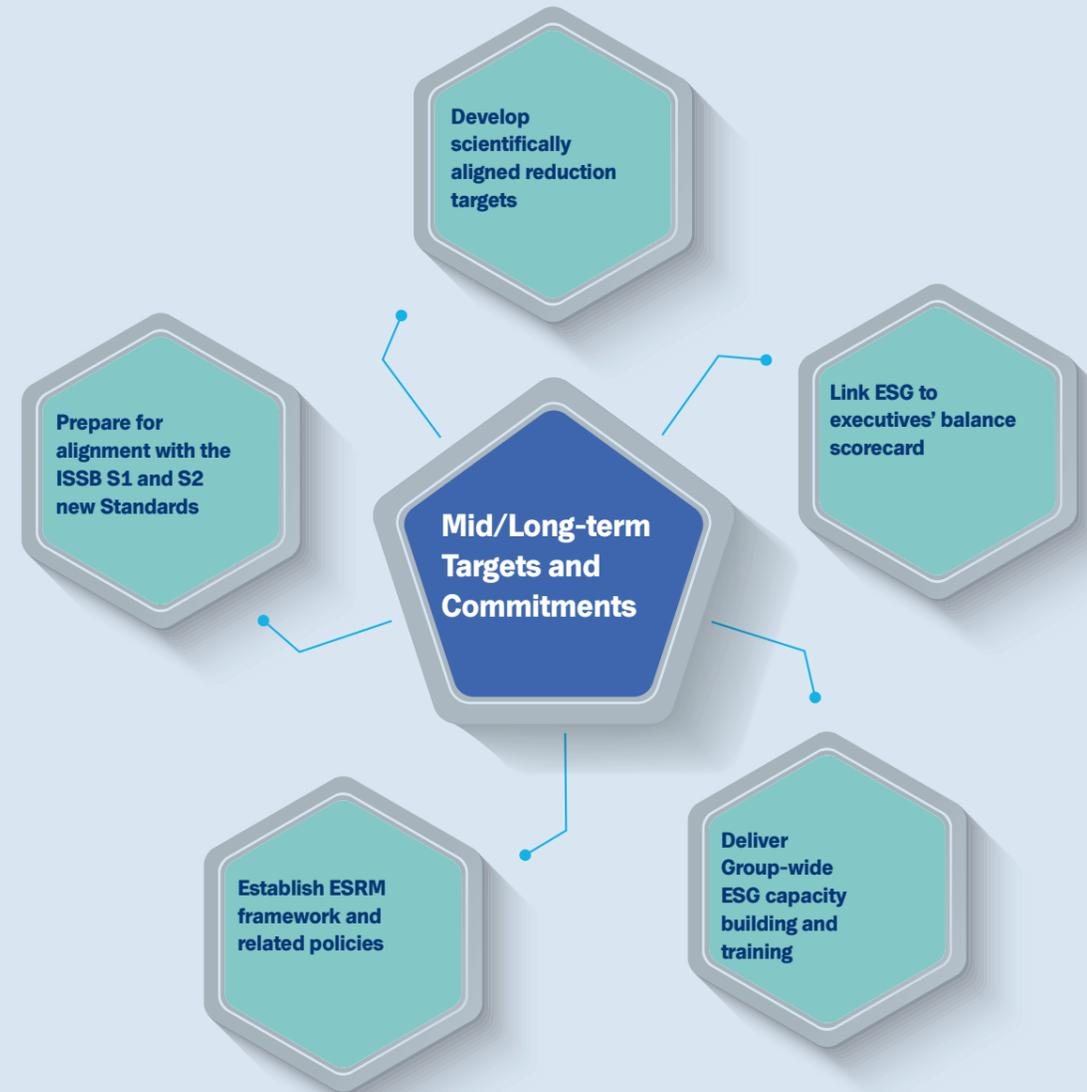 Develop
scientifically
aligned reduction
targets
Link ESG to
executives’ balance
scorecard
Prepare for
alignment with the
ISSB S1 and S2
new Standards
Mid/Long-term
Targets and
Commitments
Deliver
Group-wide
ESG capacity
building and
training
Establish ESRM
framework and
related policies